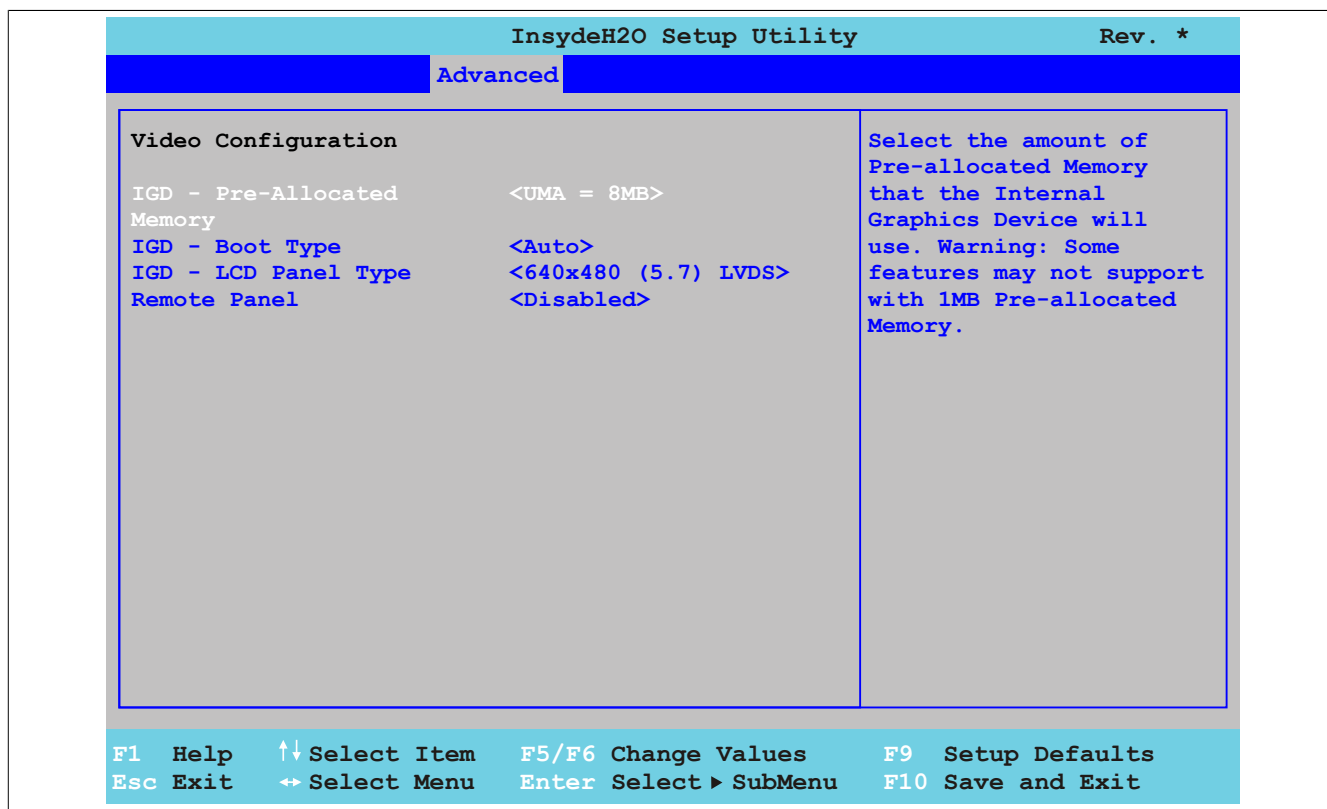 InsydeH2O Setup Utility Rev. *
Advanced
Video Configuration
IGD - Pre-Allocated Memory <UMA = 8MB>
IGD - Boot Type <Auto>
IGD - LCD Panel Type <640x480 (5.7) LVDS>
Remote Panel <Disabled>
Select the amount of
Pre-allocated Memory
that the Internal
Graphics Device will
use. Warning: Some
features may not support
with 1MB Pre-allocated
Memory.
F1 Help ↑↓ Select Item F5/F6 Change Values F9 Setup Defaults
Esc Exit ↔ Select Menu Enter Select ▶ SubMenu F10 Save and Exit